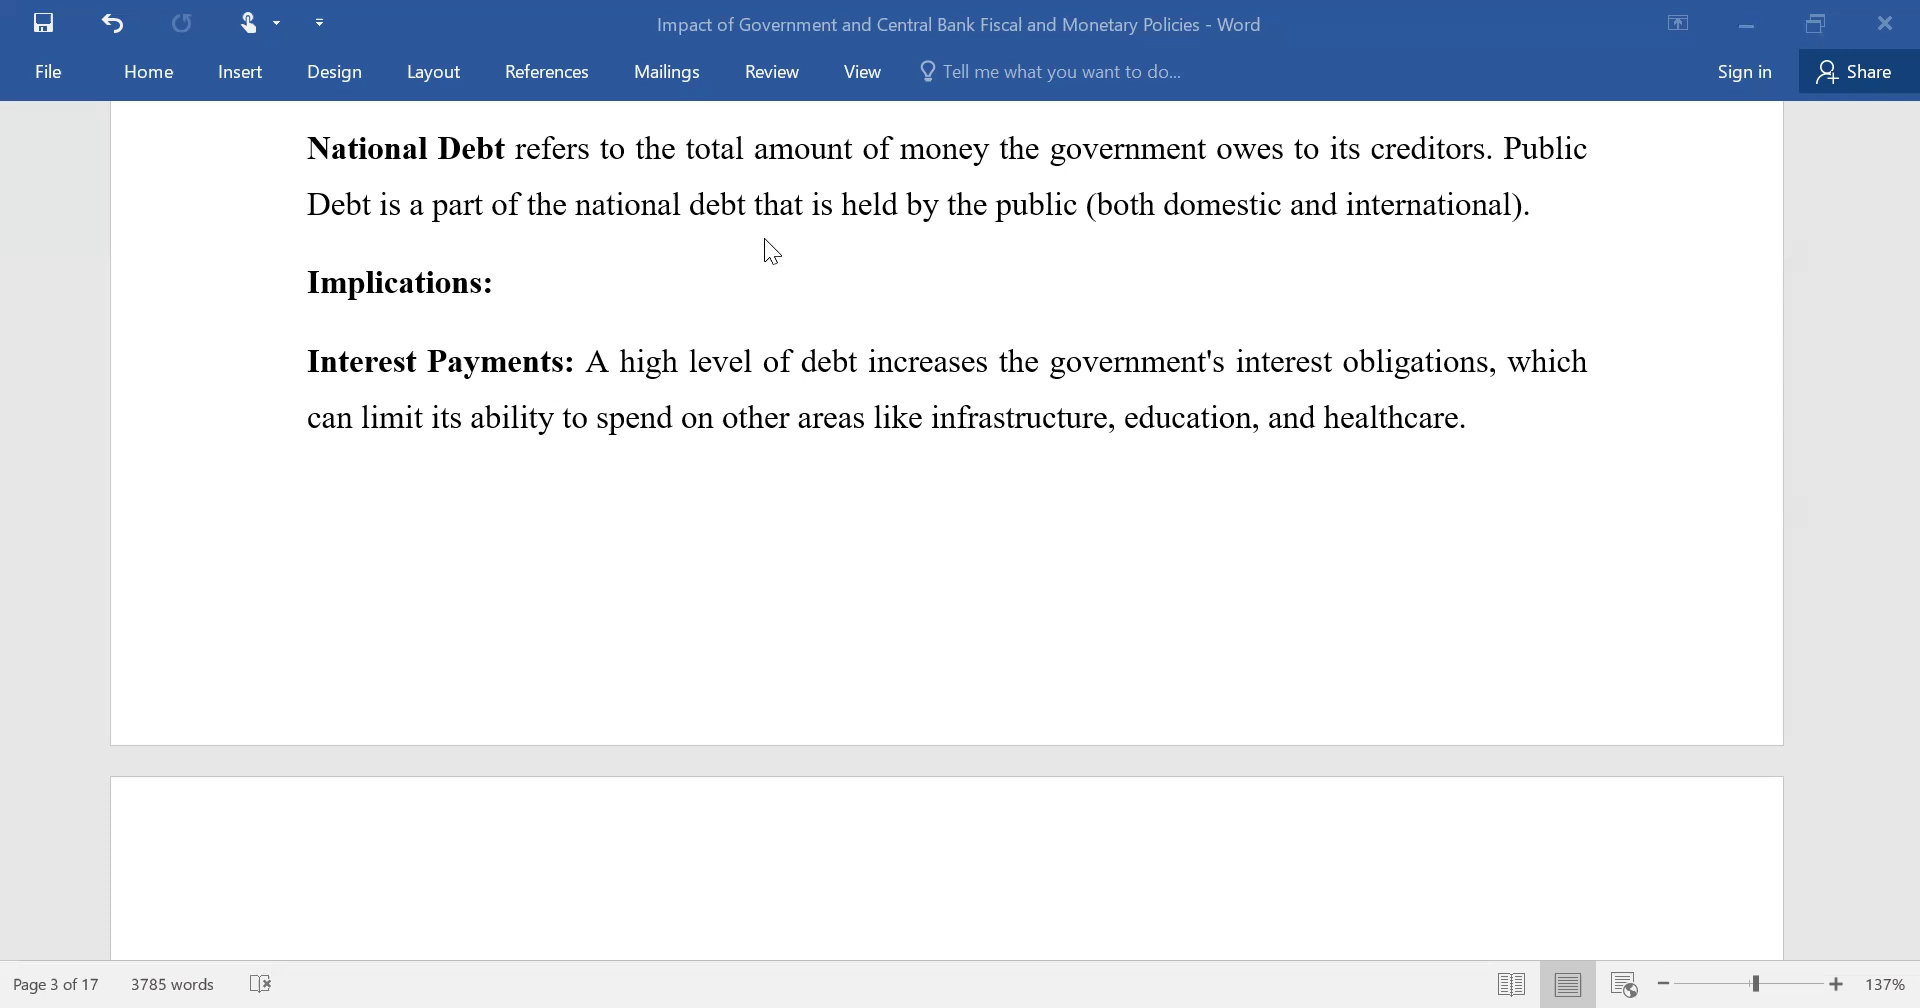 Impact of Government and Central Bank Fiscal and Monetary Policies - Word
File Home Insert Design Layout References Mailings Review View Tell me what you want to do... Sign in Share
National Debt refers to the total amount of money the government owes to its creditors. Public
Debt is a part of the national debt that is held by the public (both domestic and international).
Implications:
Interest Payments: A high level of debt increases the government's interest obligations, which
can limit its ability to spend on other areas like infrastructure, education, and healthcare.
Page 3 of 17 3785 words 137%